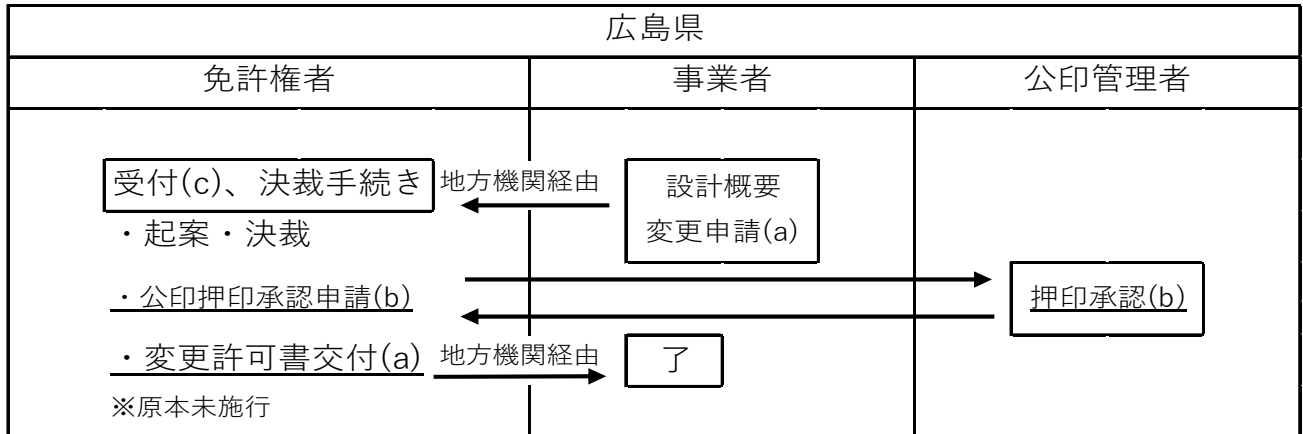 広島県
免許権者
事業者
公印管理者
受付(c)、決裁手続き
地方機関経由
設計概要
変更申請(a)
・起案・決裁
・公印押印承認申請(b)
押印承認(b)
・変更許可書交付(a)
地方機関経由
了
※原本未施行